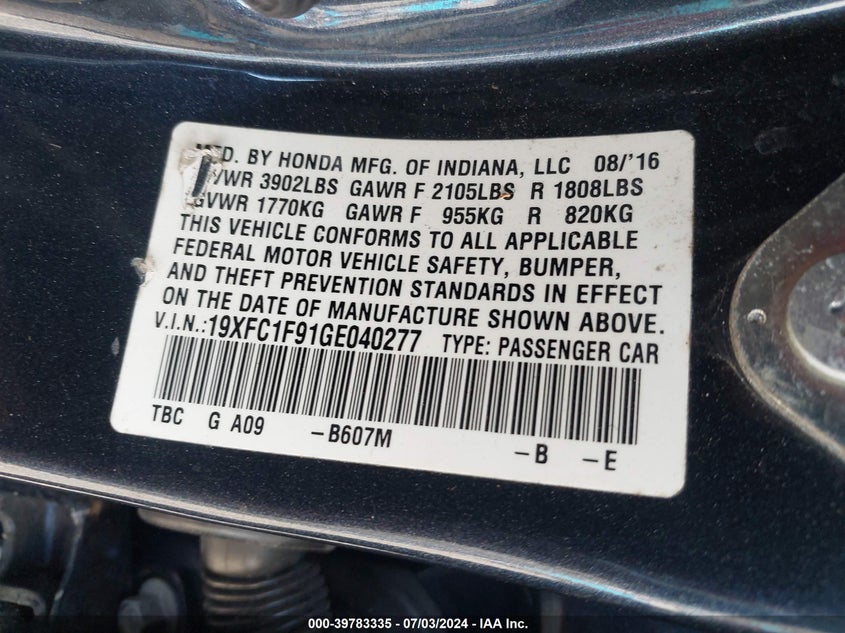 MFD. BY HONDA MFG. OF INDIANA, LLC 08/'16
GVWR 3902LBS GAWR F 2105LBS R 1808LBS
GVWR 1770KG GAWR F 955KG R 820KG
THIS VEHICLE CONFORMS TO ALL APPLICABLE
FEDERAL MOTOR VEHICLE SAFETY, BUMPER,
AND THEFT PREVENTION STANDARDS IN EFFECT
ON THE DATE OF MANUFACTURE SHOWN ABOVE.
V.I.N.:19XFC1F91GE040277 TYPE: PASSENGER CAR
TBC G A09 -B607M -B -E
000-39783335 - 07/03/2024 - IAA Inc.